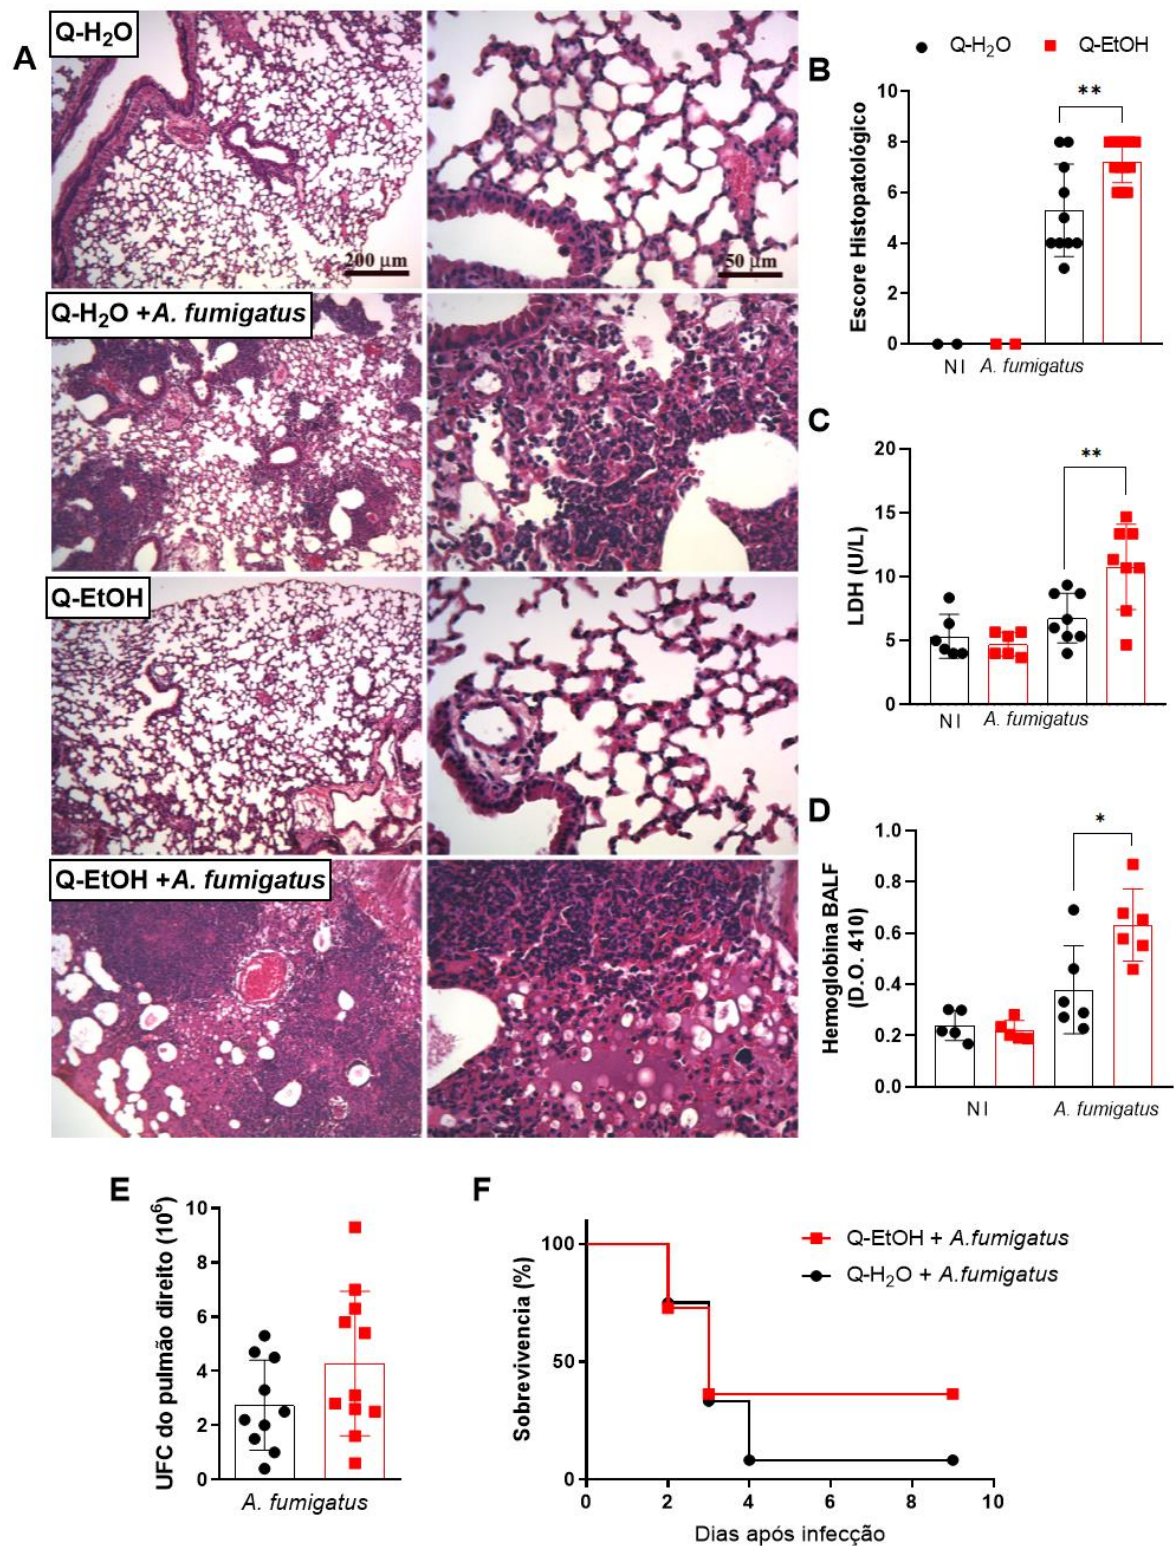 A
Q-H₂O
200 µm
50 µm
Q-H₂O +A. fumigatus
Q-EtOH
Q-EtOH +A. fumigatus
Q-H₂O
Q-EtOH
B
Escore Histopatológico
10
8
6
4
2
0
**
NI
A. fumigatus
C
LDH (U/L)
20
15
10
5
0
**
NI
A. fumigatus
D
Hemoglobina BALF
(D.O. 410)
1.0
0.8
0.6
0.4
0.2
0.0
*
NI
A. fumigatus
E
UFC do pulmão direito (10⁶)
10
8
6
4
2
0
A. fumigatus
F
Sobrevivencia (%)
100
50
0
0 2 4 6 8 10
Dias após infecção
Q-EtOH + A.fumigatus
Q-H₂O + A.fumigatus